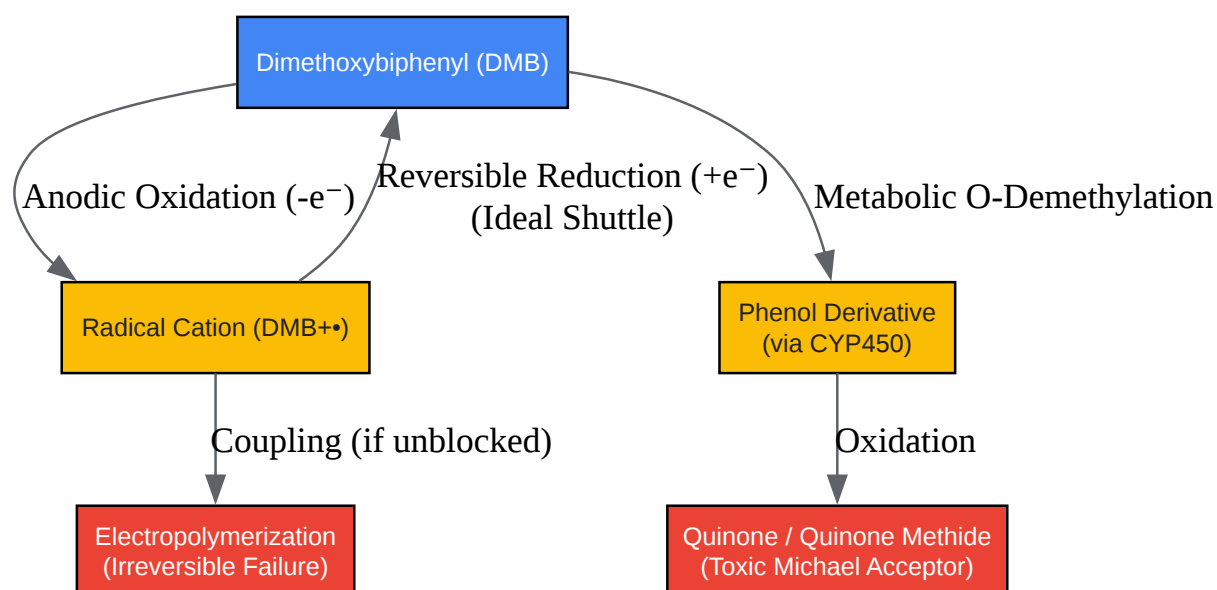 Dimethoxybiphenyl (DMB)
Anodic Oxidation (-e⁻)
Reversible Reduction (+e⁻)
(Ideal Shuttle)
Metabolic O-Demethylation
Radical Cation (DMB+•)
Phenol Derivative
(via CYP450)
Coupling (if unblocked)
Oxidation
Electropolymerization
(Irreversible Failure)
Quinone / Quinone Methide
(Toxic Michael Acceptor)